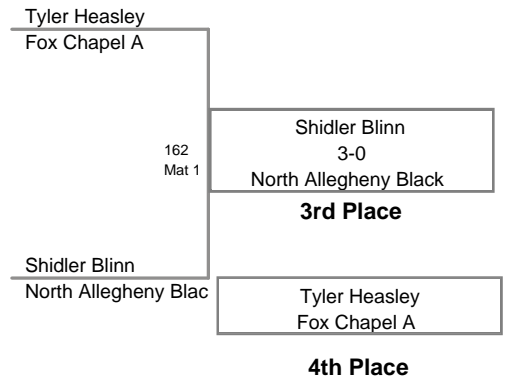 Tyler Heasley
Fox Chapel A
Shidler Blinn
3-0
North Allegheny Black
162
Mat 1
3rd Place
Shidler Blinn
North Allegheny Blac
Tyler Heasley
Fox Chapel A
4th Place